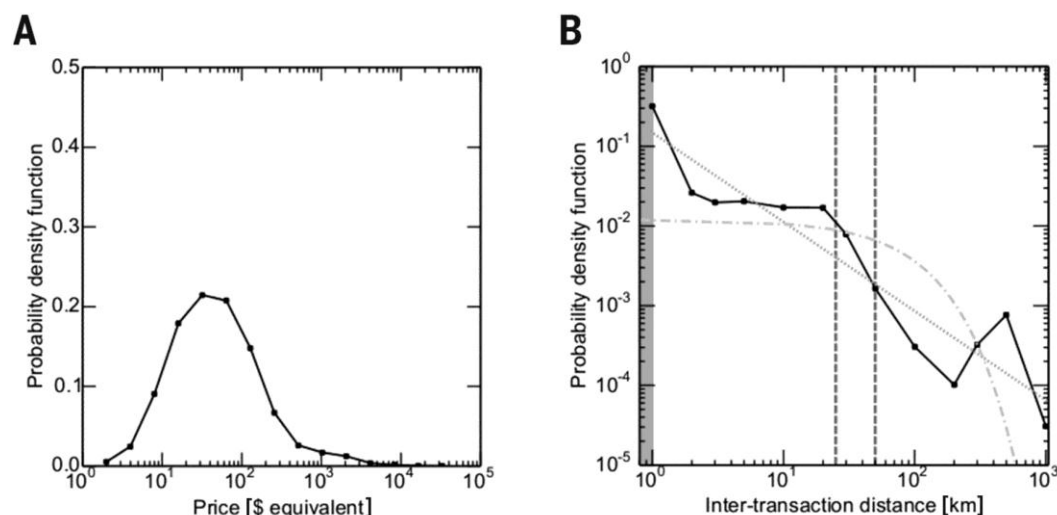 A
0.5
0.4
0.3
0.2
0.1
0.0
Probability density function
10⁰ 10¹ 10² 10³ 10⁴ 10⁵
Price [$ equivalent]
B
10⁰
10⁻¹
10⁻²
10⁻³
10⁻⁴
10⁻⁵
Probability density function
10⁰ 10¹ 10² 10³
Inter-transaction distance [km]